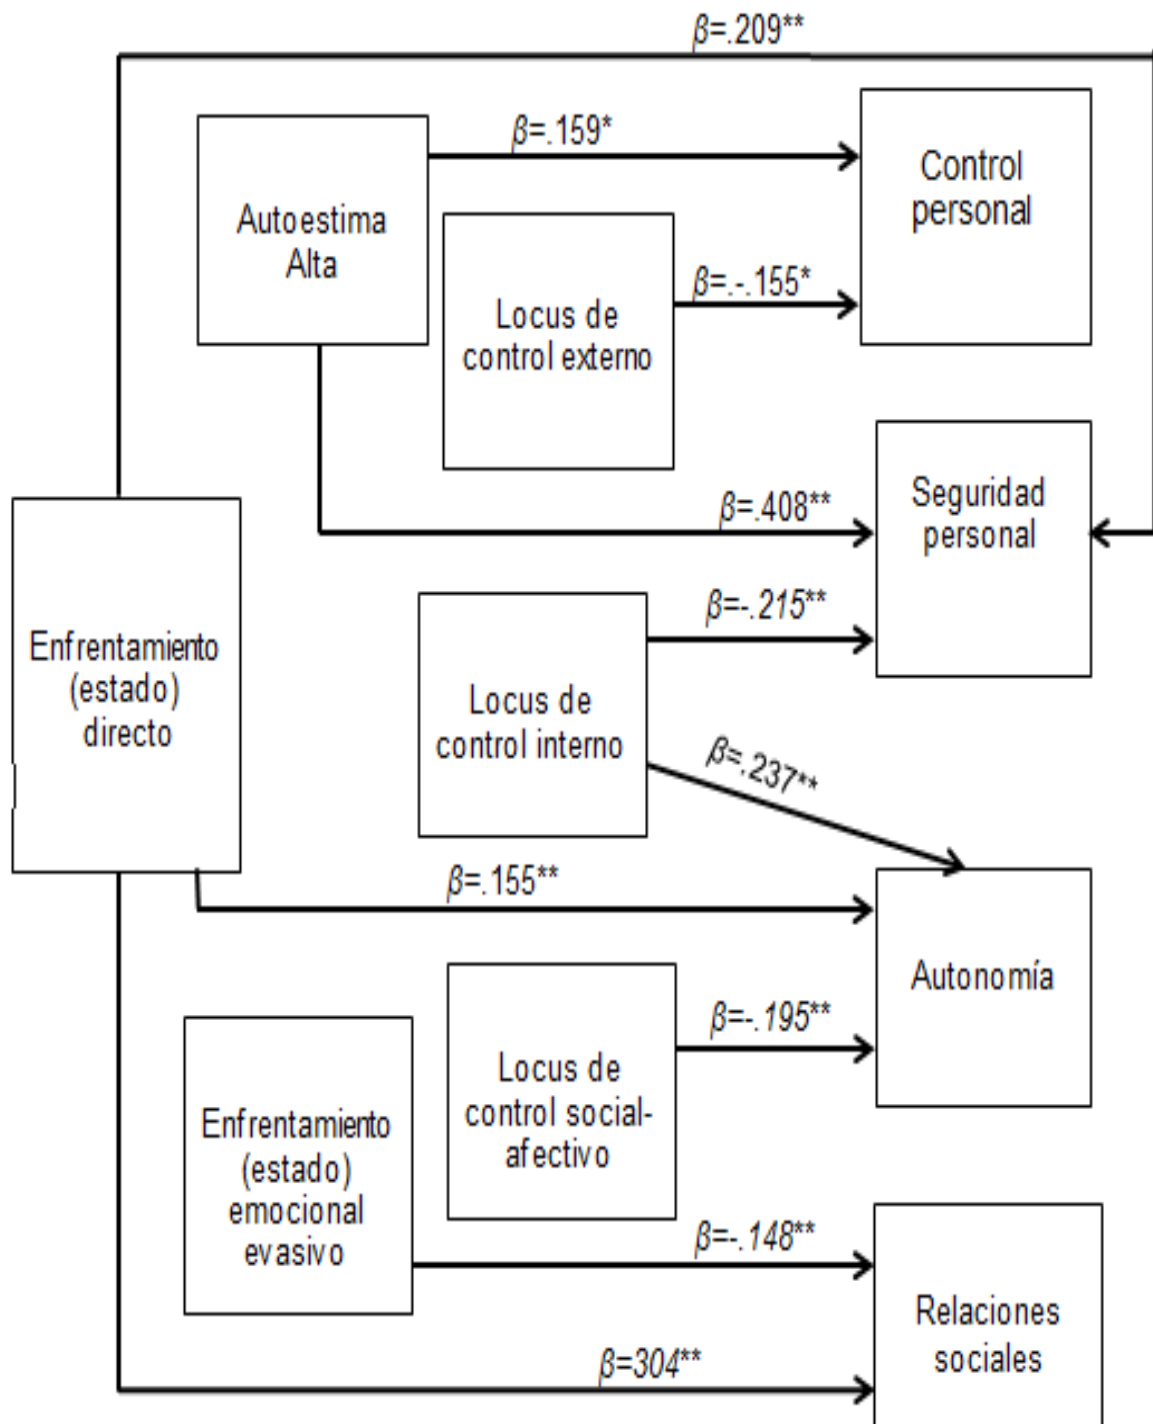 β=.209**
β=.159*
Control
personal
Autoestima
Alta
β=.-.155*
Locus de
control externo
Seguridad
personal
β=.408**
β=-.215**
Enfrentamiento
(estado)
directo
Locus de
control interno
β=.237**
β=.155**
Autonomía
β=-.195**
Locus de
control social-
afectivo
Enfrentamiento
(estado)
emocional
evasivo
β=-.148**
Relaciones
sociales
β=304**